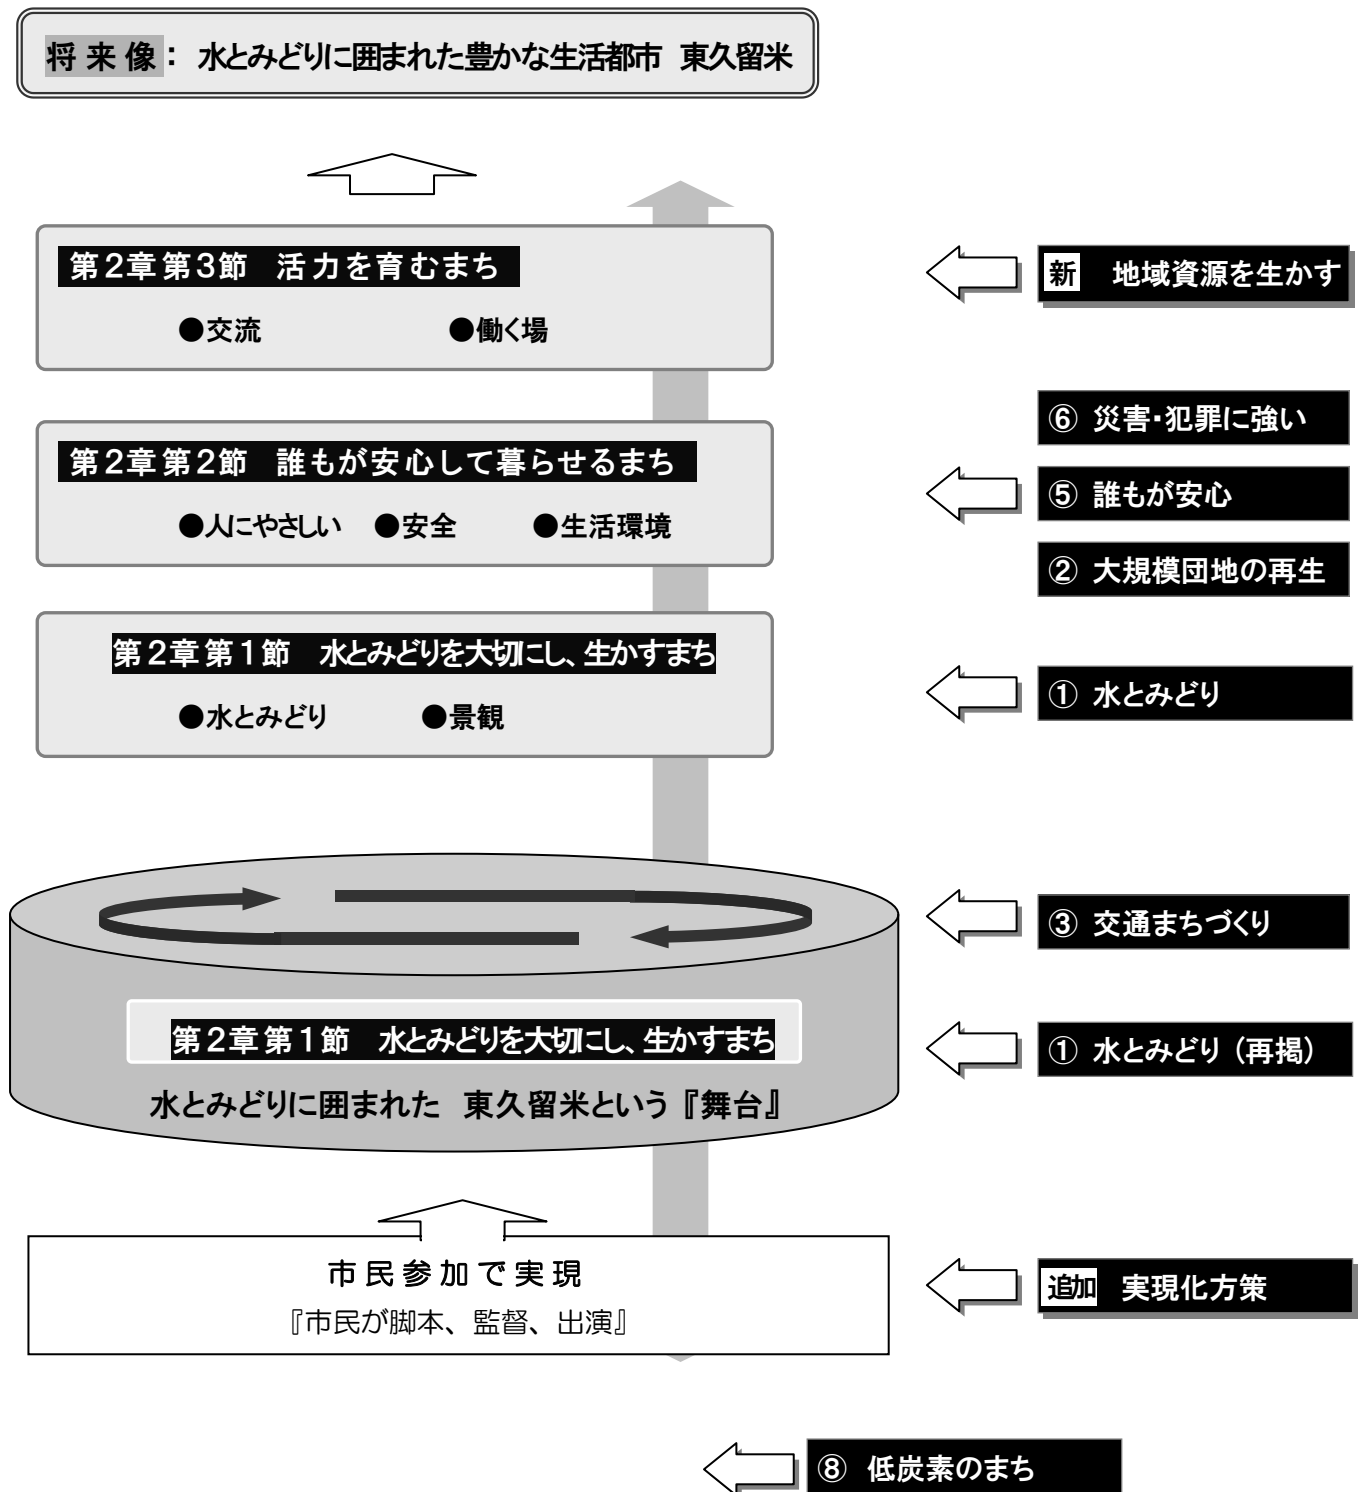 将来像：水とみどりに囲まれた豊かな生活都市 東久留米
第2章第3節 活力を育むまち
●交流 ●働く場
新 地域資源を生かす
⑥ 災害・犯罪に強い
第2章第2節 誰もが安心して暮らせるまち
●人にやさしい ●安全 ●生活環境
⑤ 誰もが安心
② 大規模団地の再生
第2章第1節 水とみどりを大切にし、生かすまち
●水とみどり ●景観
① 水とみどり
③ 交通まちづくり
第2章第1節 水とみどりを大切にし、生かすまち
① 水とみどり（再掲）
水とみどりに囲まれた 東久留米という『舞台』
市民参加で実現
『市民が脚本、監督、出演』
追加 実現化方策
⑧ 低炭素のまち